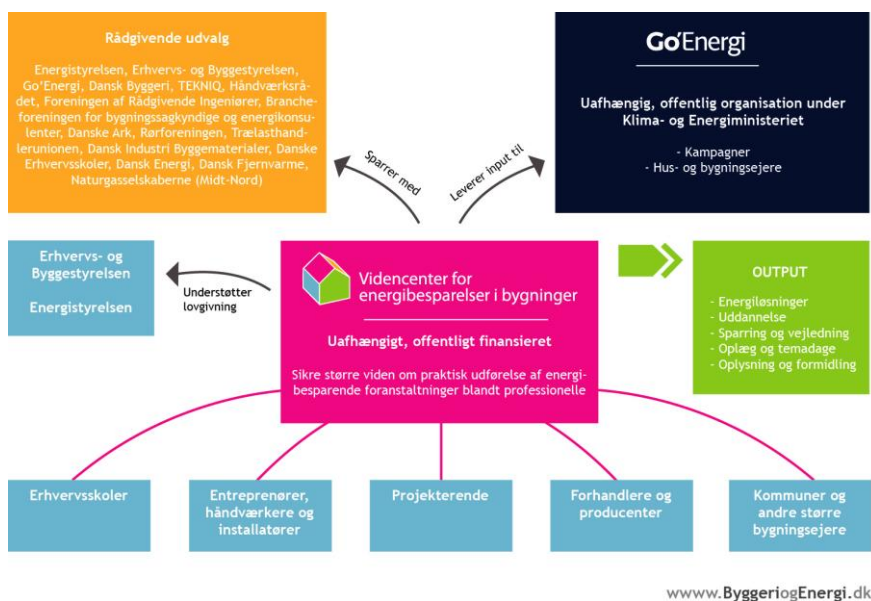 Rådgivende udvalg
Energistyrelsen, Erhvervs- og Byggestyrelsen,
Go'Energi, Dansk Byggeri, TEKNIQ, Håndværksrå-
det, Foreningen af Rådgivende Ingeniører, Branche-
foreningen for bygningssagkyndige og energikonsu-
lenter, Danske Ark, Rørforeningen, Trælasthand-
lerunionen, Dansk Industri Byggematerialer, Danske
Erhvervsskoler, Dansk Energi, Dansk Fjernvarme,
Naturgasselskaberne (Midt-Nord)
Go'Energi
Uafhængig, offentlig organisation under
Klima- og Energiministeriet
- Kampagner
- Hus- og bygningsejere
Sparrer med
Leverer input til
Erhvervs- og
Byggestyrelsen
Energistyrelsen
Understøtter
lovgivning
Videncenter for
energibesparelser i bygninger
Uafhængigt, offentligt finansieret
Sikre større viden om praktisk udførelse af energi-
besparende foranstaltninger blandt professionelle
OUTPUT
- Energiløsninger
- Uddannelse
- Sparring og vejledning
- Oplæg og temadage
- Oplysning og formidling
Erhvervsskoler
Entreprenører,
håndværkere og
installatører
Projekterende
Forhandlere og
producenter
Kommuner og
andre større
bygningsejere
wwww.ByggeriogEnergi.dk